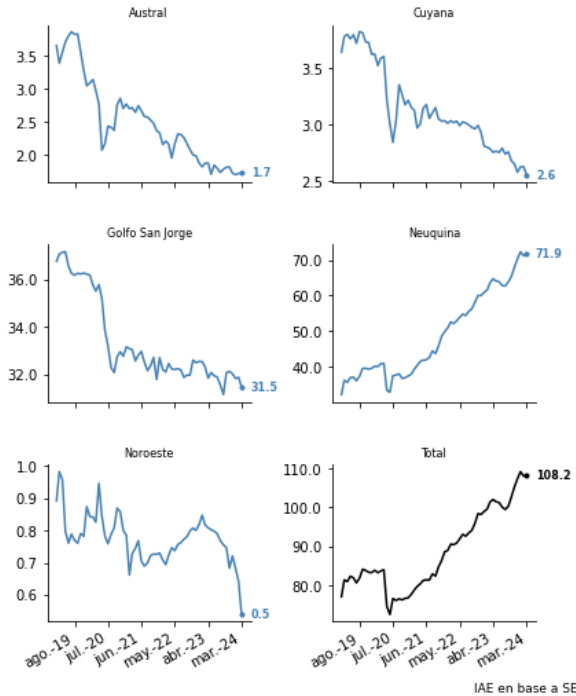 Austral
3.5
3.0
2.5
2.0
1.7
Cuyana
3.5
3.0
2.5
2.6
Golfo San Jorge
36.0
34.0
32.0
31.5
Neuquina
70.0
60.0
50.0
40.0
71.9
Noroeste
1.0
0.9
0.8
0.7
0.6
0.5
ago.-19
jul.-20
jun.-21
may.-22
abr.-23
mar.-24
Total
110.0
100.0
90.0
80.0
108.2
ago.-19
jul.-20
jun.-21
may.-22
abr.-23
mar.-24
IAE en base a SE